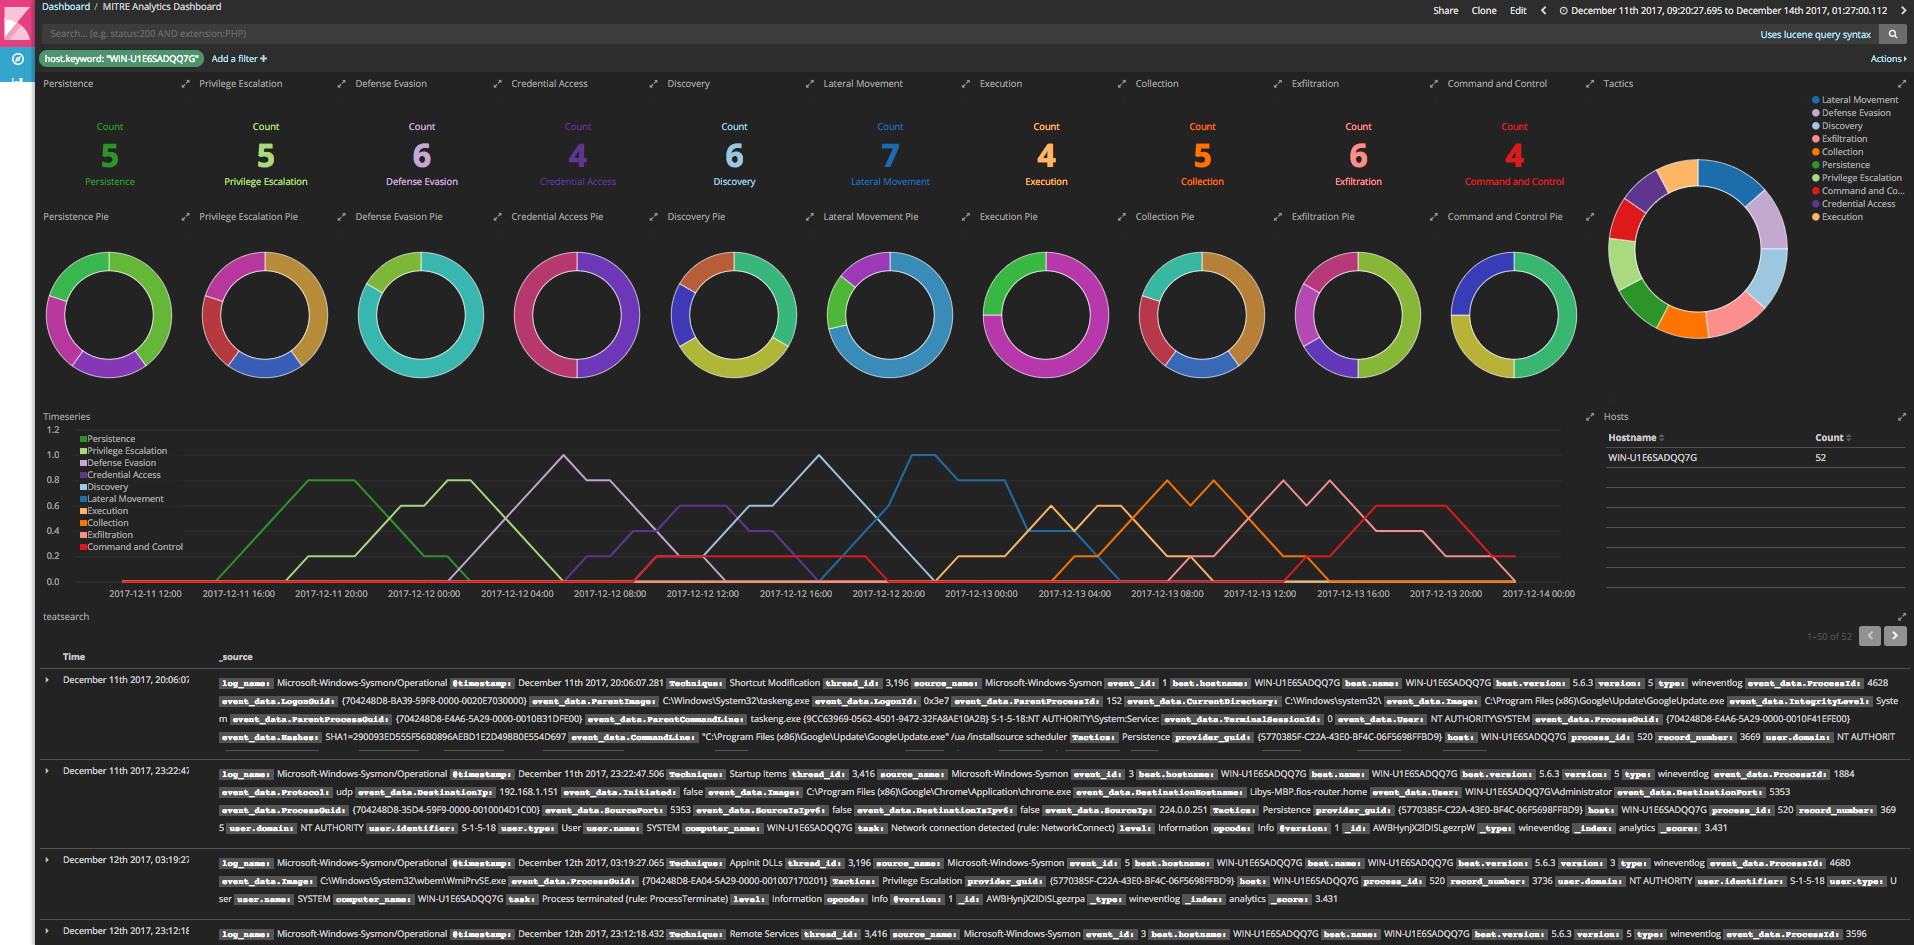 Dashboard / MITRE Analytics Dashboard
Share Clone Edit December 11th 2017, 09:20:27.695 to December 14th 2017, 01:27:00.112
Search... (e.g. status:200 AND extension:PHP)
Uses lucene query syntax
host.keyword: "WIN-U1E6SADQQ7G" Add a filter +
Actions
Persistence Privilege Escalation Defense Evasion Credential Access Discovery Lateral Movement Execution Collection Exfiltration Command and Control Tactics
Count Count Count Count Count Count Count Count Count Count
5 5 6 4 6 7 4 5 6 4
Persistence Privilege Escalation Defense Evasion Credential Access Discovery Lateral Movement Execution Collection Exfiltration Command and Control
Lateral Movement
Defense Evasion
Discovery
Exfiltration
Collection
Persistence
Privilege Escalation
Command and Co...
Credential Access
Execution
Persistence Pie Privilege Escalation Pie Defense Evasion Pie Credential Access Pie Discovery Pie Lateral Movement Pie Execution Pie Collection Pie Exfiltration Pie Command and Control Pie
Timeseries
1.2
1.0
0.8
0.6
0.4
0.2
0.0
Persistence
Privilege Escalation
Defense Evasion
Credential Access
Discovery
Lateral Movement
Execution
Collection
Exfiltration
Command and Control
2017-12-11 12:00 2017-12-11 16:00 2017-12-11 20:00 2017-12-12 00:00 2017-12-12 04:00 2017-12-12 08:00 2017-12-12 12:00 2017-12-12 16:00 2017-12-12 20:00 2017-12-13 00:00 2017-12-13 04:00 2017-12-13 08:00 2017-12-13 12:00 2017-12-13 16:00 2017-12-13 20:00 2017-12-14 00:00
Hosts
Hostname Count
WIN-U1E6SADQQ7G 52
teatsearch
1–50 of 52
Time _source
December 11th 2017, 20:06:07
log_name: Microsoft-Windows-Sysmon/Operational @timestamp: December 11th 2017, 20:06:07.281 Technique: Shortcut Modification thread_id: 3,196 source_name: Microsoft-Windows-Sysmon event_id: 1 beat.hostname: WIN-U1E6SADQQ7G beat.name: WIN-U1E6SADQQ7G beat.version: 5.6.3 version: 5 type: wineventlog event_data.ProcessId: 4628
event_data.LogonGuid: {704248D8-BA39-59F8-0000-0020E7030000} event_data.ParentImage: C:\Windows\System32\taskeng.exe event_data.LogonId: 0x3e7 event_data.ParentProcessId: 152 event_data.CurrentDirectory: C:\Windows\system32\ event_data.Image: C:\Program Files (x86)\Google\Update\GoogleUpdate.exe event_data.IntegrityLevel: Syste
m event_data.ParentProcessGuid: {704248D8-E4A6-5A29-0000-0010B31DFE00} event_data.ParentCommandLine: taskeng.exe {9CC63969-0562-4501-9472-32FA8AE10A2B} S-1-5-18:NT AUTHORITY\System:Service: event_data.TerminalSessionId: 0 event_data.User: NT AUTHORITY\SYSTEM event_data.ProcessGuid: {704248D8-E4A6-5A29-0000-0010F41EFE00}
event_data.Hashes: SHA1=290093ED555F56B0896AEBD1E2D498B0E554D697 event_data.CommandLine: "C:\Program Files (x86)\Google\Update\GoogleUpdate.exe" /ua /installsource scheduler Tactics: Persistence provider_guid: {5770385F-C22A-43E0-BF4C-06F5698FFBD9} host: WIN-U1E6SADQQ7G process_id: 520 record_number: 3669 user.domain: NT AUTHORIT
December 11th 2017, 23:22:47
log_name: Microsoft-Windows-Sysmon/Operational @timestamp: December 11th 2017, 23:22:47.506 Technique: Startup Items thread_id: 3,416 source_name: Microsoft-Windows-Sysmon event_id: 3 beat.hostname: WIN-U1E6SADQQ7G beat.name: WIN-U1E6SADQQ7G beat.version: 5.6.3 version: 5 type: wineventlog event_data.ProcessId: 1884
event_data.Protocol: udp event_data.DestinationIp: 192.168.1.151 event_data.Initiated: false event_data.Image: C:\Program Files (x86)\Google\Chrome\Application\chrome.exe event_data.DestinationHostname: Libys-MBP.fios-router.home event_data.User: WIN-U1E6SADQQ7G\Administrator event_data.DestinationPort: 5353
event_data.ProcessGuid: {704248D8-35D4-59F9-0000-0010004D1C00} event_data.SourcePort: 5353 event_data.SourceIsIpv6: false event_data.DestinationIsIpv6: false event_data.SourceIp: 224.0.0.251 Tactics: Persistence provider_guid: {5770385F-C22A-43E0-BF4C-06F5698FFBD9} host: WIN-U1E6SADQQ7G process_id: 520 record_number: 369
5 user.domain: NT AUTHORITY user.identifier: S-1-5-18 user.type: User user.name: SYSTEM computer_name: WIN-U1E6SADQQ7G task: Network connection detected (rule: NetworkConnect) level: Information opcode: Info @version: 1 _id: AWBHynjX2lDISLgezrpW _type: wineventlog _index: analytics _score: 3.431
December 12th 2017, 03:19:27
log_name: Microsoft-Windows-Sysmon/Operational @timestamp: December 12th 2017, 03:19:27.065 Technique: AppInit DLLs thread_id: 3,196 source_name: Microsoft-Windows-Sysmon event_id: 5 beat.hostname: WIN-U1E6SADQQ7G beat.name: WIN-U1E6SADQQ7G beat.version: 5.6.3 version: 3 type: wineventlog event_data.ProcessId: 4680
event_data.Image: C:\Windows\System32\wbem\WmiPrvSE.exe event_data.ProcessGuid: {704248D8-EA04-5A29-0000-001007170201} Tactics: Privilege Escalation provider_guid: {5770385F-C22A-43E0-BF4C-06F5698FFBD9} host: WIN-U1E6SADQQ7G process_id: 520 record_number: 3736 user.domain: NT AUTHORITY user.identifier: S-1-5-18 user.type: U
ser user.name: SYSTEM computer_name: WIN-U1E6SADQQ7G task: Process terminated (rule: ProcessTerminate) level: Information opcode: Info @version: 1 _id: AWBHynjX2lDISLgezrpa _type: wineventlog _index: analytics _score: 3.431
December 12th 2017, 23:12:18
log_name: Microsoft-Windows-Sysmon/Operational @timestamp: December 12th 2017, 23:12:18.432 Technique: Remote Services thread_id: 3,416 source_name: Microsoft-Windows-Sysmon event_id: 3 beat.hostname: WIN-U1E6SADQQ7G beat.name: WIN-U1E6SADQQ7G beat.version: 5.6.3 version: 5 type: wineventlog event_data.ProcessId: 3596